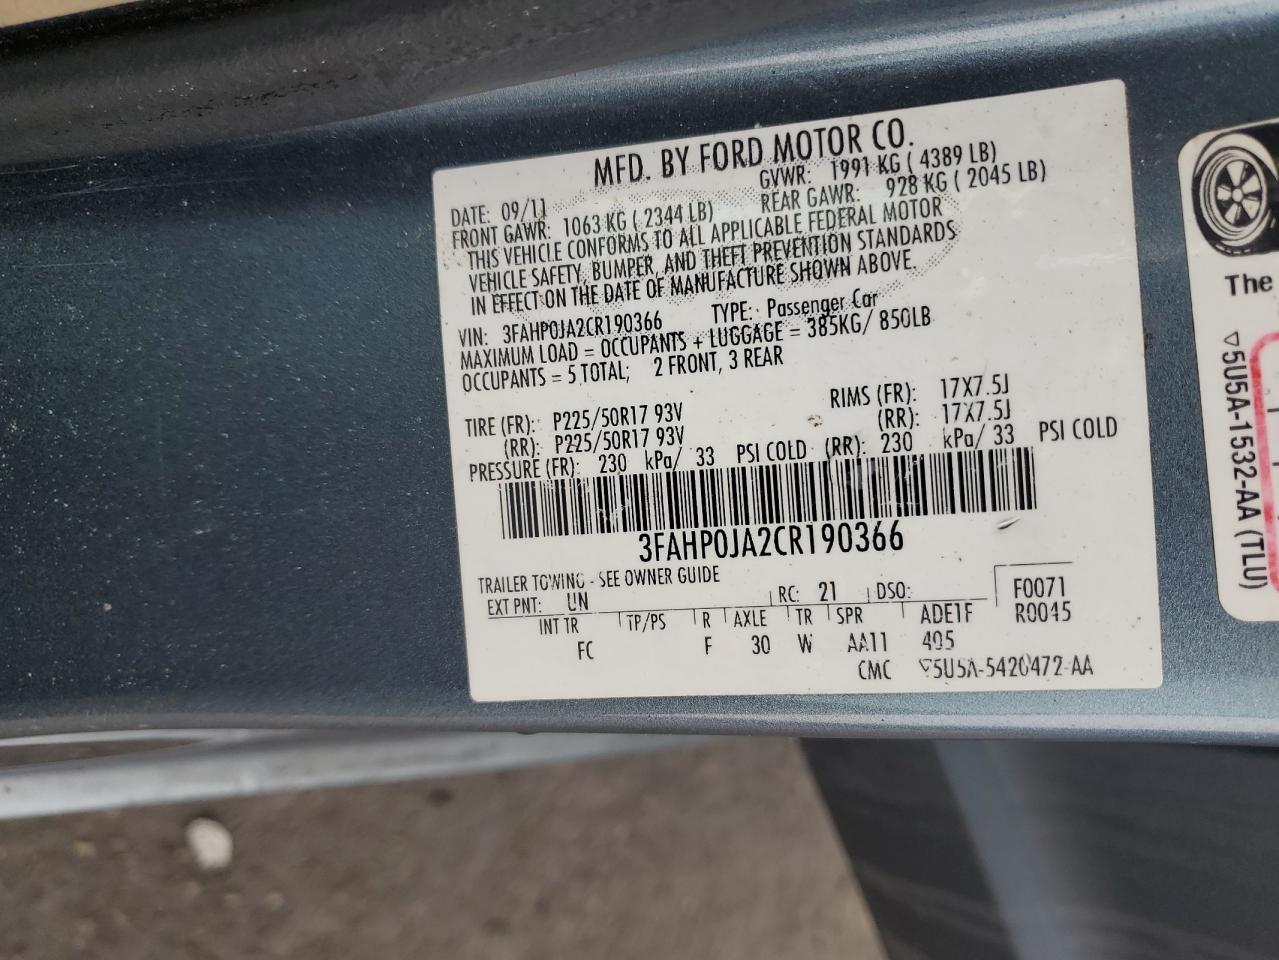 MFD. BY FORD MOTOR CO.
DATE: 09/11 GVWR: 1991 KG ( 4389 LB)
FRONT GAWR: 1063 KG ( 2344 LB) REAR GAWR: 928 KG ( 2045 LB)
THIS VEHICLE CONFORMS TO ALL APPLICABLE FEDERAL MOTOR
VEHICLE SAFETY, BUMPER, AND THEFT PREVENTION STANDARDS
IN EFFECT ON THE DATE OF MANUFACTURE SHOWN ABOVE.
VIN: 3FAHP0JA2CR190366 TYPE: Passenger Car
MAXIMUM LOAD = OCCUPANTS + LUGGAGE = 385KG/ 850LB
OCCUPANTS = 5 TOTAL; 2 FRONT, 3 REAR
TIRE (FR): P225/50R17 93V RIMS (FR): 17X7.5J
(RR): P225/50R17 93V (RR): 17X7.5J
PRESSURE (FR): 230 kPa/ 33 PSI COLD (RR): 230 kPa/ 33 PSI COLD
3FAHP0JA2CR190366
TRAILER TOWING - SEE OWNER GUIDE
EXT PNT: UN RC: 21 DSO: F0071
INT TR TP/PS R AXLE TR SPR ADE1F R0045
FC F 30 W AA11 405
CMC 5U5A-5420472-AA
The
5U5A-1532-AA (TLU)